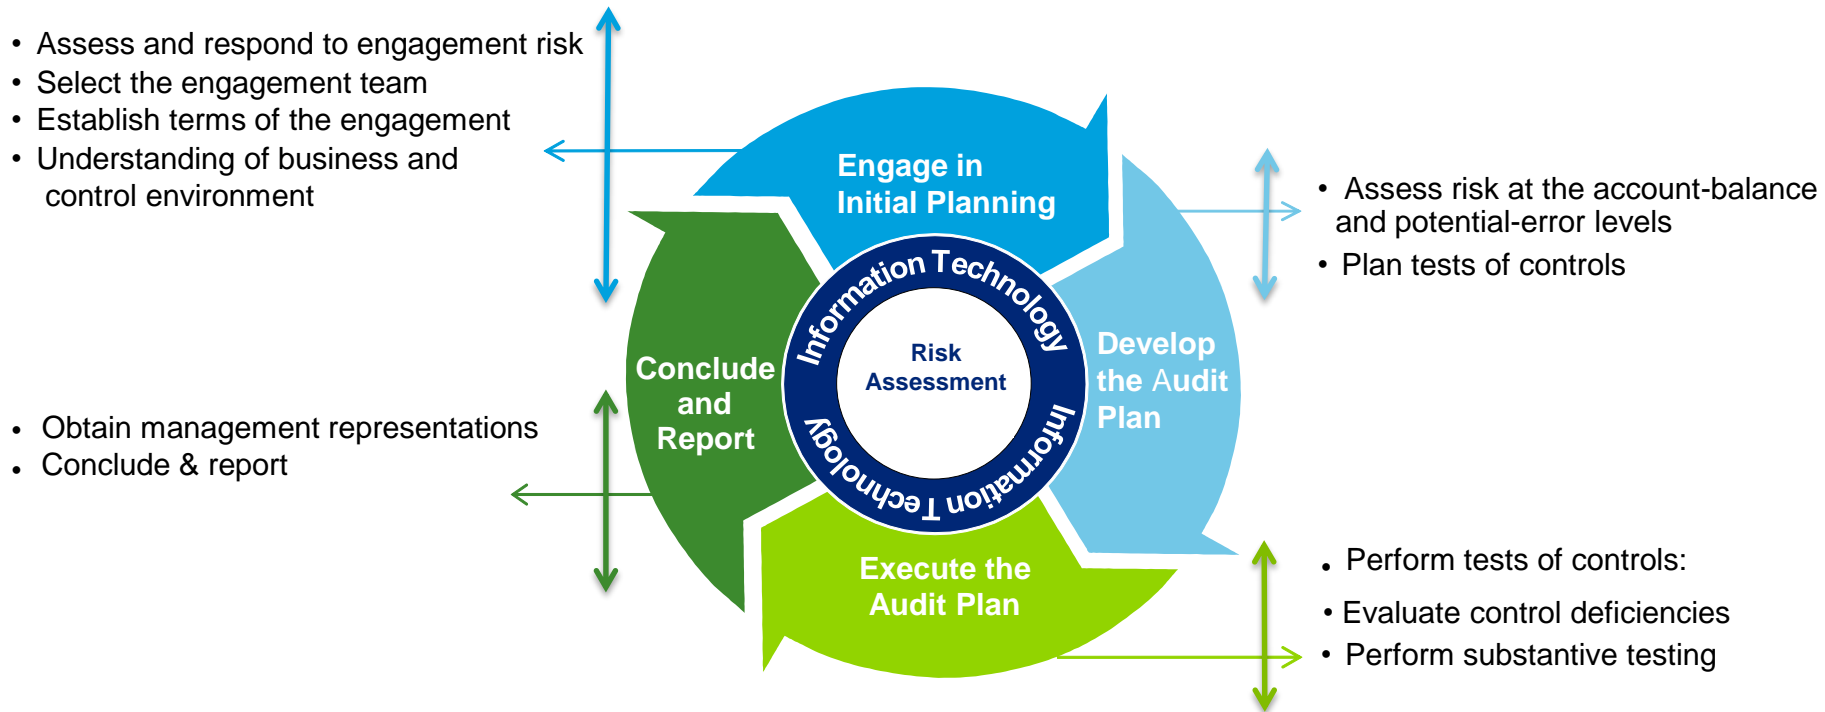 • Assess and respond to engagement risk
• Select the engagement team
• Establish terms of the engagement
• Understanding of business and
control environment
Engage in
Initial Planning
• Assess risk at the account-balance
and potential-error levels
• Plan tests of controls
Information Technology
Risk
Assessment
Information Technology
Develop
the Audit
Plan
Conclude
and
Report
• Obtain management representations
• Conclude & report
Execute the
Audit Plan
• Perform tests of controls:
• Evaluate control deficiencies
• Perform substantive testing